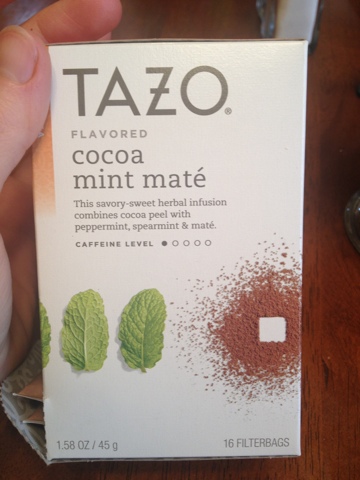 TAZO®
FLAVORED
cocoa
mint maté
This savory-sweet herbal infusion
combines cocoa peel with
peppermint, spearmint & maté.
CAFFEINE LEVEL
1.58 OZ / 45 g
16 FILTERBAGS